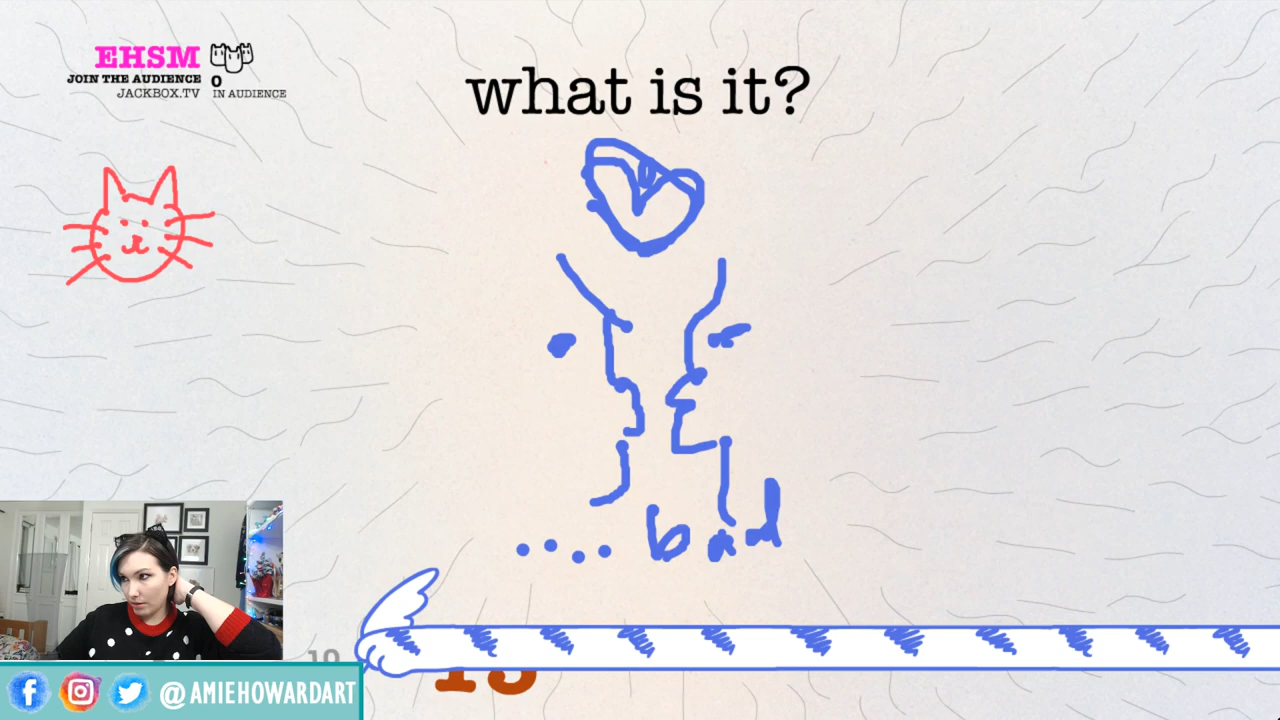 EHSM
JOIN THE AUDIENCE
JACKBOX.TV
0
IN AUDIENCE
what is it?
....bad
@AMIEHOWARDART